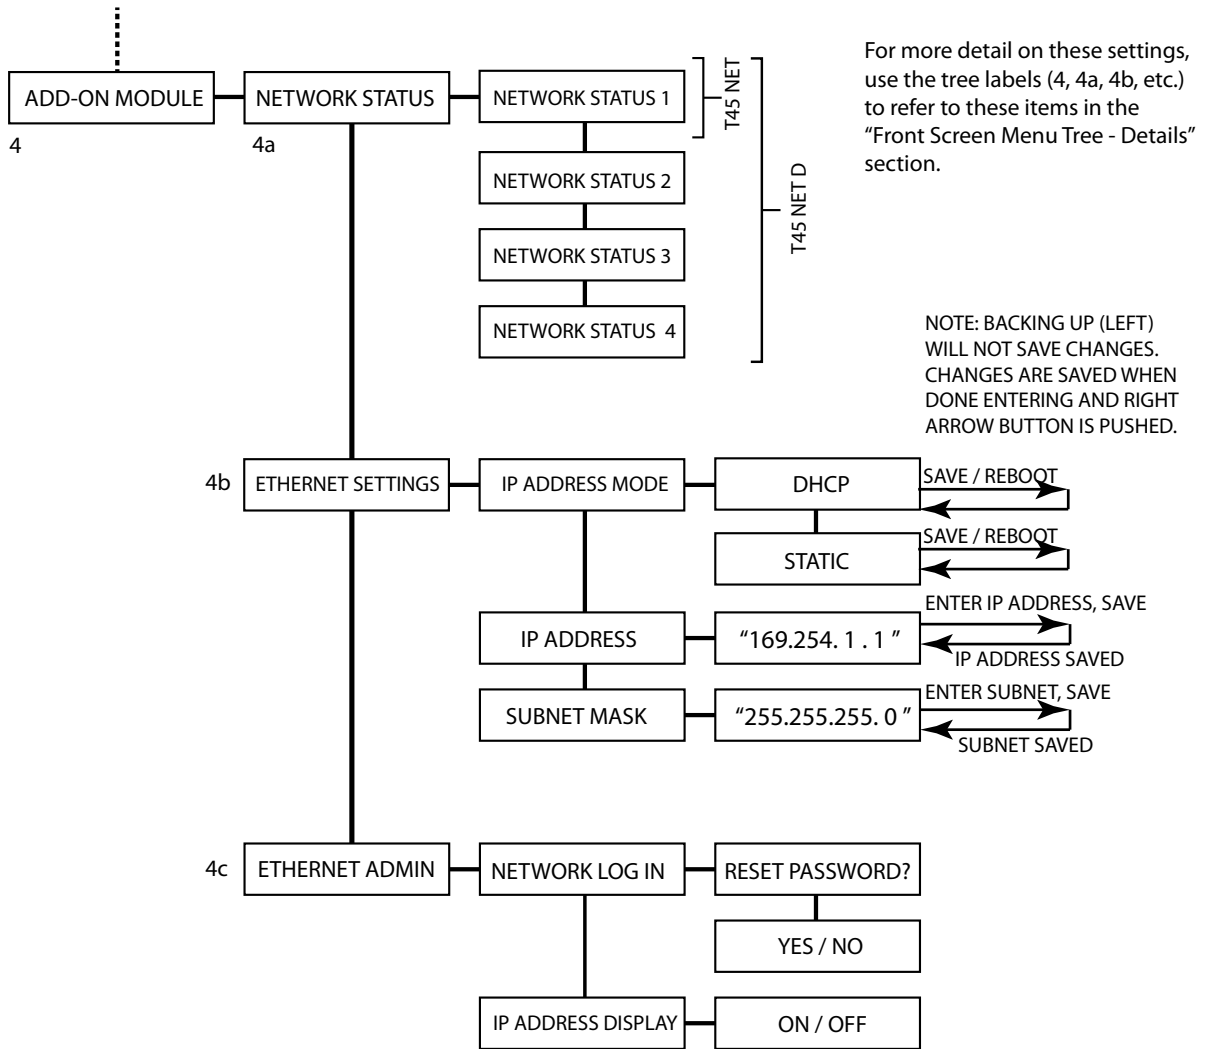 For more detail on these settings,
use the tree labels (4, 4a, 4b, etc.)
to refer to these items in the
“Front Screen Menu Tree - Details”
section.
ADD-ON MODULE
4
NETWORK STATUS
4a
NETWORK STATUS 1
NETWORK STATUS 2
NETWORK STATUS 3
NETWORK STATUS 4
T45 NET
T45 NET D
NOTE: BACKING UP (LEFT)
WILL NOT SAVE CHANGES.
CHANGES ARE SAVED WHEN
DONE ENTERING AND RIGHT
ARROW BUTTON IS PUSHED.
4b
ETHERNET SETTINGS
IP ADDRESS MODE
DHCP
SAVE / REBOOT
STATIC
SAVE / REBOOT
IP ADDRESS
“169.254. 1 . 1 ”
ENTER IP ADDRESS, SAVE
IP ADDRESS SAVED
SUBNET MASK
“255.255.255. 0 ”
ENTER SUBNET, SAVE
SUBNET SAVED
4c
ETHERNET ADMIN
NETWORK LOG IN
RESET PASSWORD?
YES / NO
IP ADDRESS DISPLAY
ON / OFF